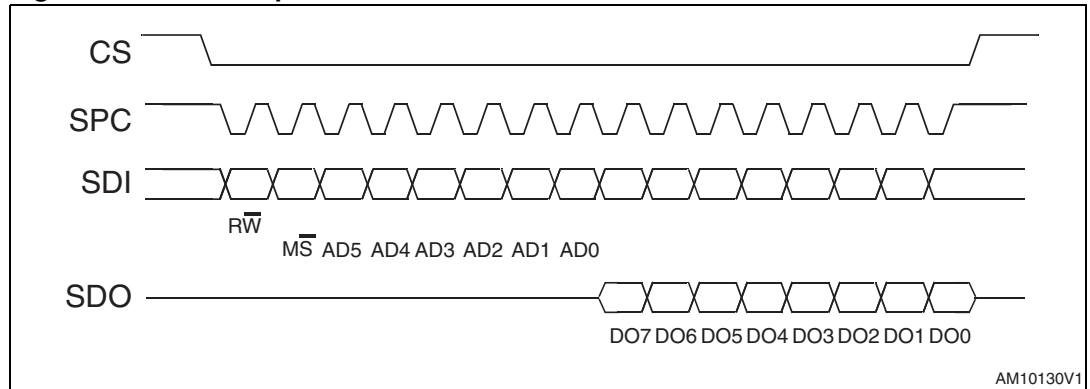 CS
SPC
SDI
RW̅
MS̅ AD5 AD4 AD3 AD2 AD1 AD0
SDO
DO7 DO6 DO5 DO4 DO3 DO2 DO1 DO0
AM10130V1